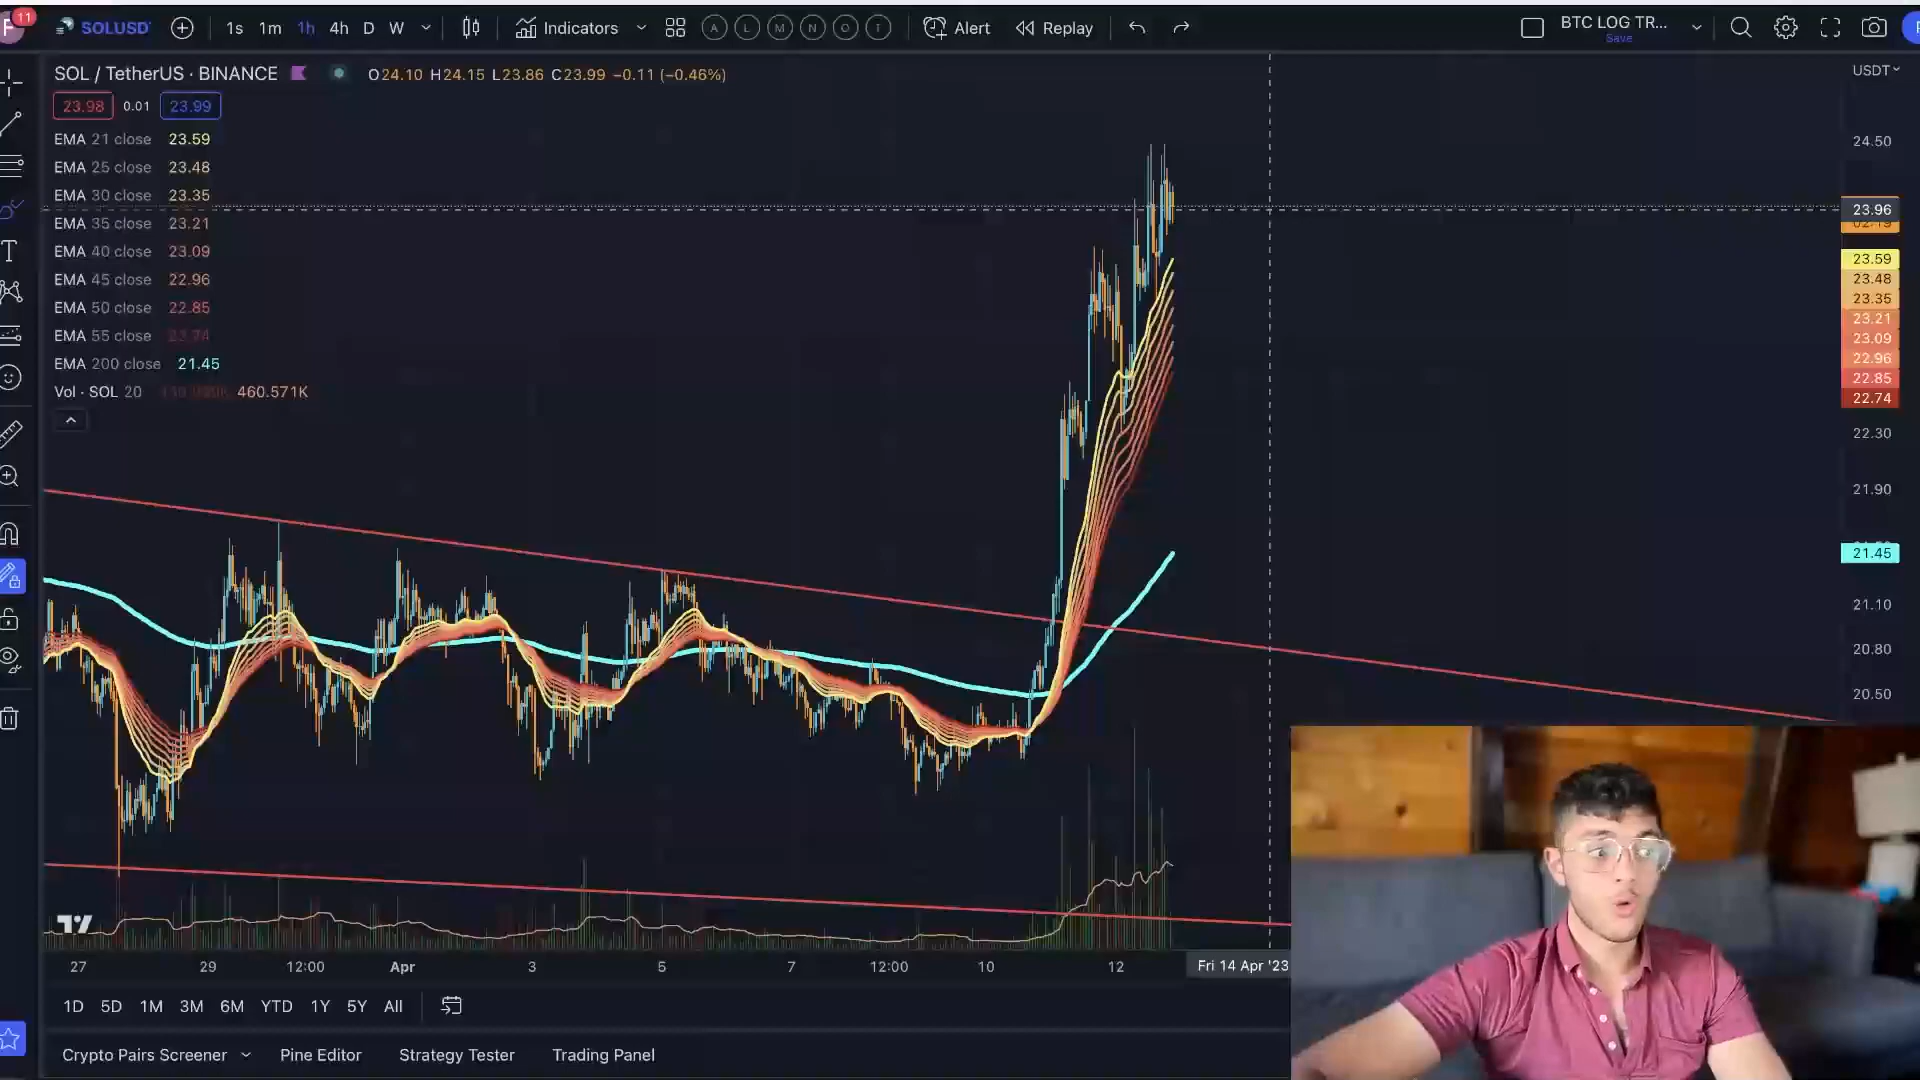 11
SOLUSD
1s 1m 1h 4h D W
Indicators
A L M N O T
Alert
Replay
BTC LOG TR...
Save
SOL / TetherUS · BINANCE
O24.10 H24.15 L23.86 C23.99 −0.11 (−0.46%)
USDT
23.98 0.01 23.99
EMA 21 close 23.59
EMA 25 close 23.48
EMA 30 close 23.35
EMA 35 close 23.21
EMA 40 close 23.09
EMA 45 close 22.96
EMA 50 close 22.85
EMA 55 close 22.74
EMA 200 close 21.45
Vol · SOL 20 460.571K
24.50
23.96
23.59
23.48
23.35
23.21
23.09
22.96
22.85
22.74
22.30
21.90
21.45
21.10
20.80
20.50
27 29 12:00 Apr 3 5 7 12:00 10 12 Fri 14 Apr '23
1D 5D 1M 3M 6M YTD 1Y 5Y All
Crypto Pairs Screener Pine Editor Strategy Tester Trading Panel